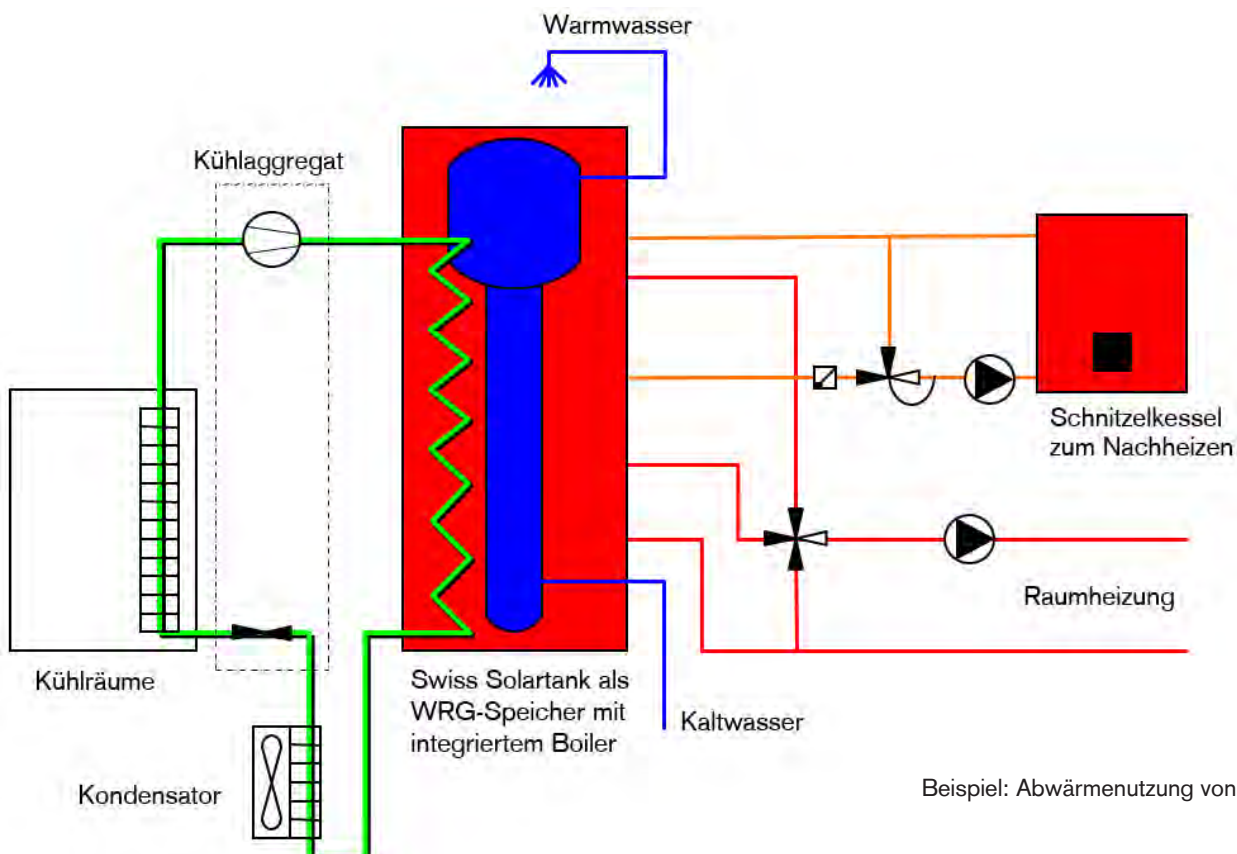 Warmwasser
Kühlaggregat
Schnitzelkessel
zum Nachheizen
Raumheizung
Kühlräume
Swiss Solartank als
WRG-Speicher mit
integriertem Boiler
Kaltwasser
Kondensator
Beispiel: Abwärmenutzung von